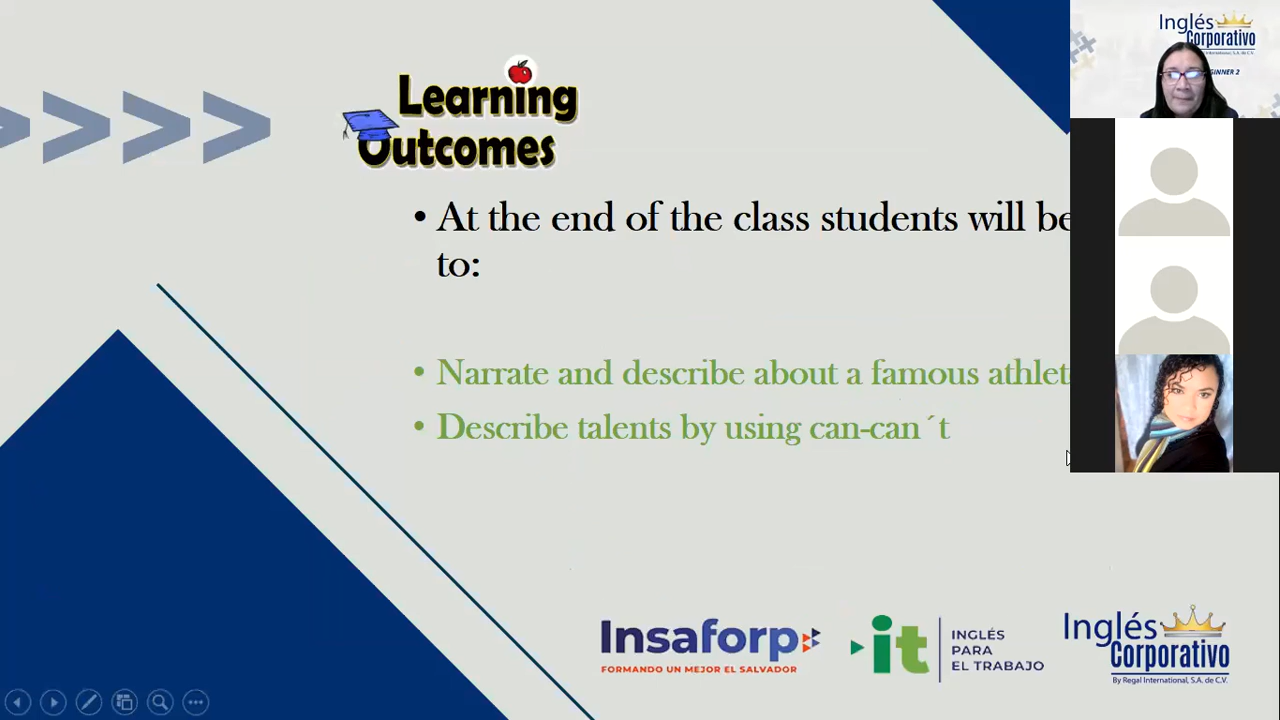 Learning
Outcomes
• At the end of the class students will be
to:
• Narrate and describe about a famous
• Describe talents by using can-can´t
Insaforp
FORMANDO UN MEJOR EL SALVADOR
it
INGLÉS
PARA
EL TRABAJO
Inglés
Corporativo
By Regal International, S.A. de C.V.
Inglés
Corporativo